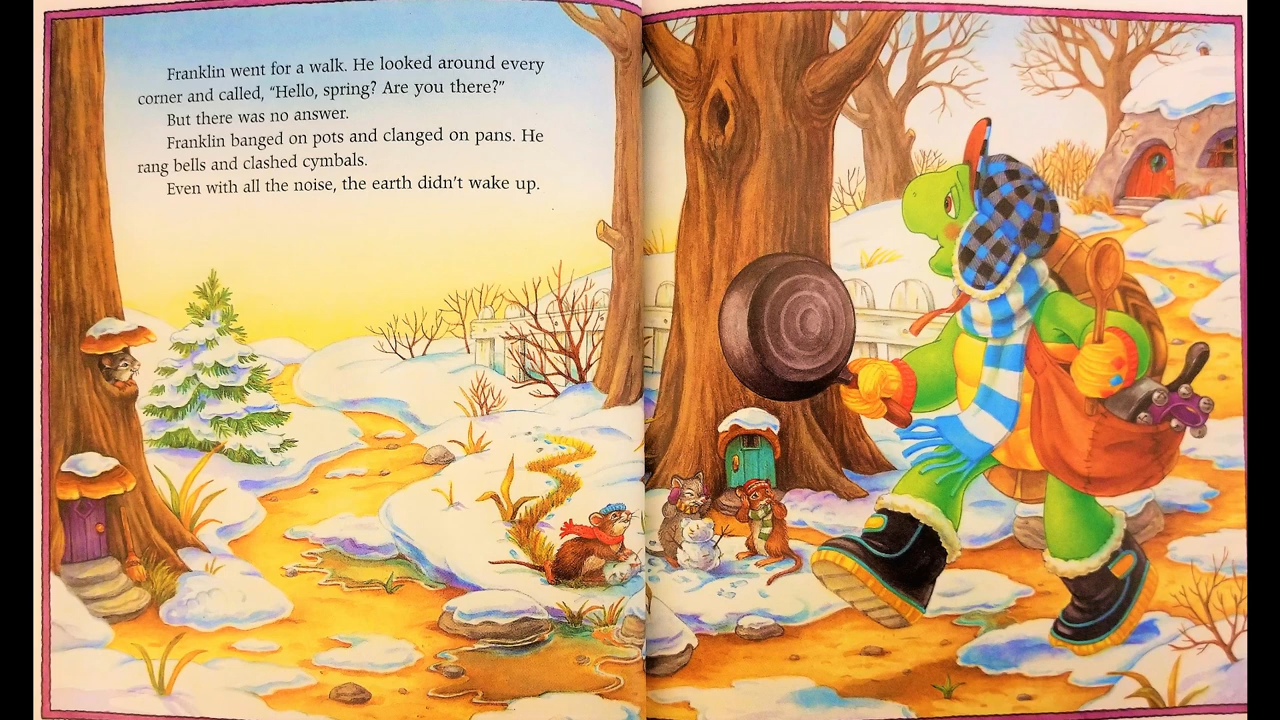 Franklin went for a walk. He looked around every
corner and called, “Hello, spring? Are you there?”
But there was no answer.
Franklin banged on pots and clanged on pans. He
rang bells and clashed cymbals.
Even with all the noise, the earth didn’t wake up.